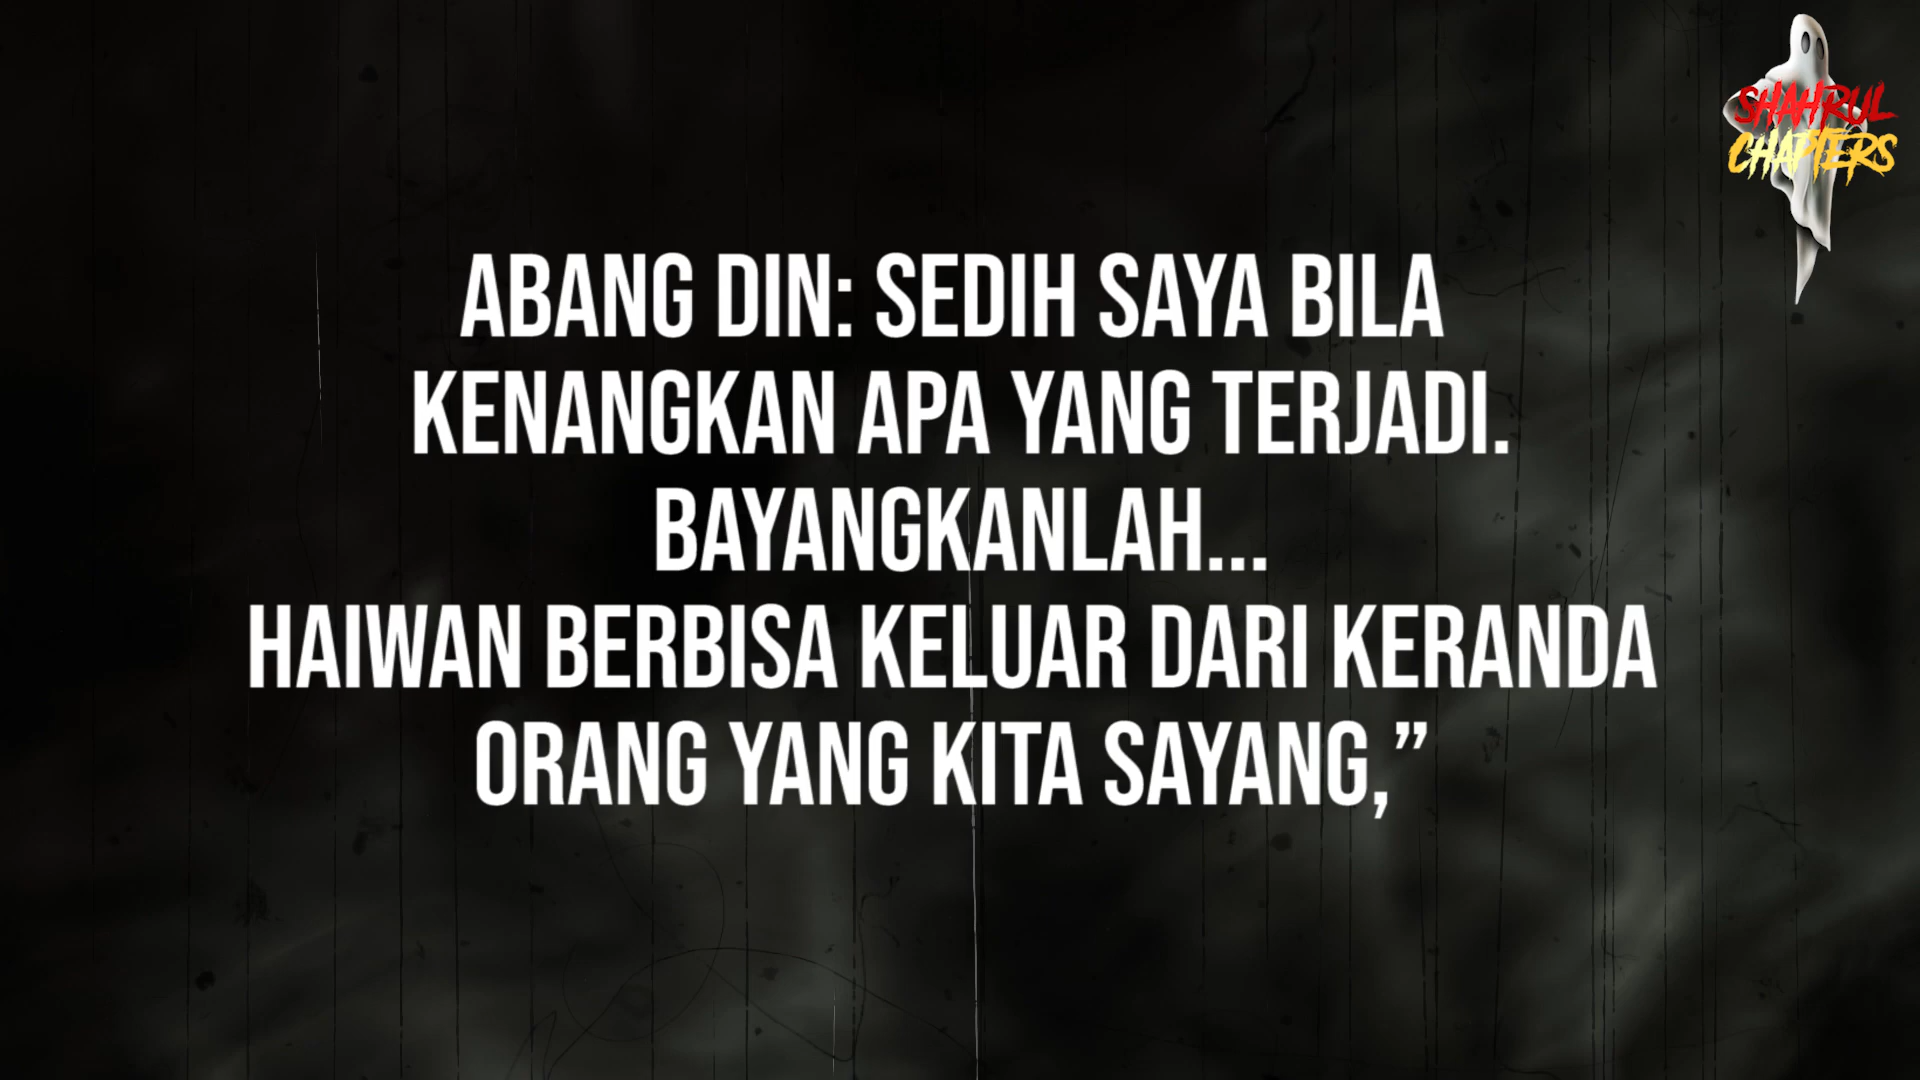 SHAHRUL
CHAPTERS
ABANG DIN: SEDIH SAYA BILA
KENANGKAN APA YANG TERJADI.
BAYANGKANLAH...
HAIWAN BERBISA KELUAR DARI KERANDA
ORANG YANG KITA SAYANG,”